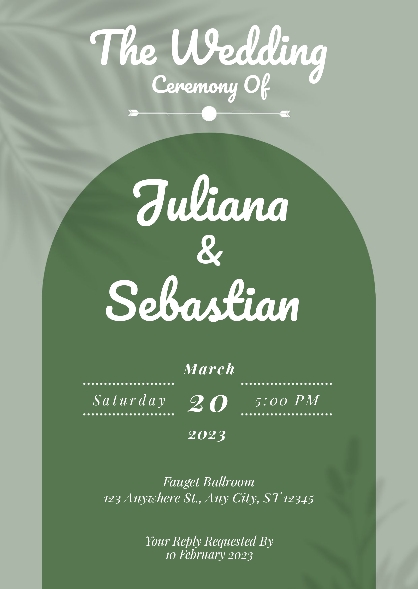 The Wedding
Ceremony Of
Juliana
&
Sebastian
March
Saturday 20 5:00 PM
2023
Fauget Ballroom
123 Anywhere St., Any City, ST 12345
Your Reply Requested By
10 February 2023